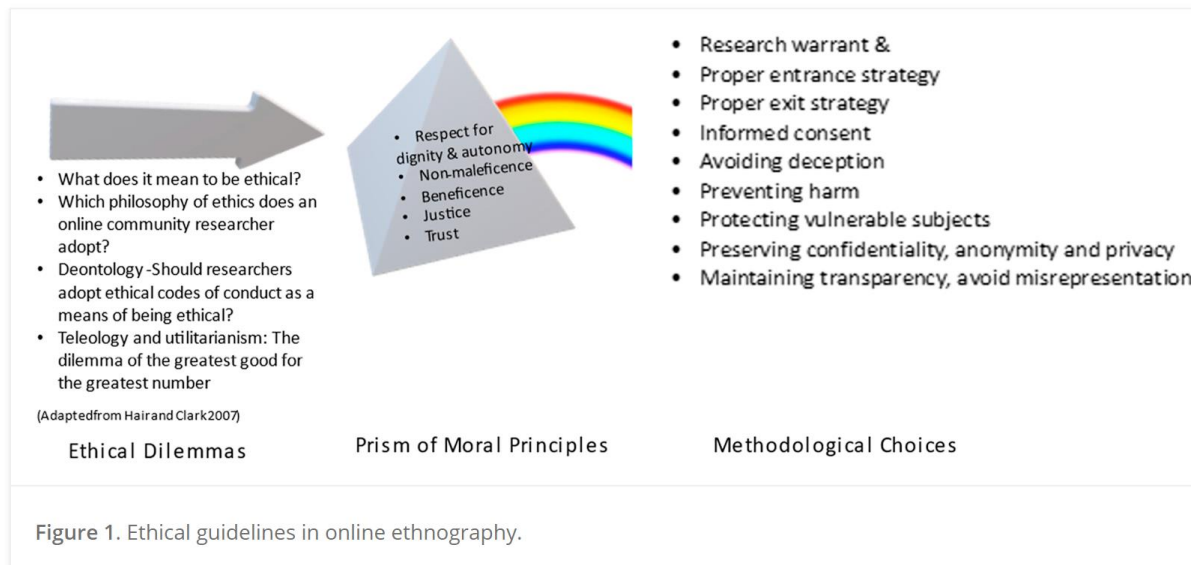 • What does it mean to be ethical?
• Which philosophy of ethics does an
online community researcher
adopt?
• Deontology -Should researchers
adopt ethical codes of conduct as a
means of being ethical?
• Teleology and utilitarianism: The
dilemma of the greatest good for
the greatest number
(Adaptedfrom Hairand Clark2007)
Ethical Dilemmas
• Respect for
dignity & autonomy
• Non-maleficence
• Beneficence
• Justice
• Trust
Prism of Moral Principles
• Research warrant &
• Proper entrance strategy
• Proper exit strategy
• Informed consent
• Avoiding deception
• Preventing harm
• Protecting vulnerable subjects
• Preserving confidentiality, anonymity and privacy
• Maintaining transparency, avoid misrepresentation
Methodological Choices
Figure 1. Ethical guidelines in online ethnography.